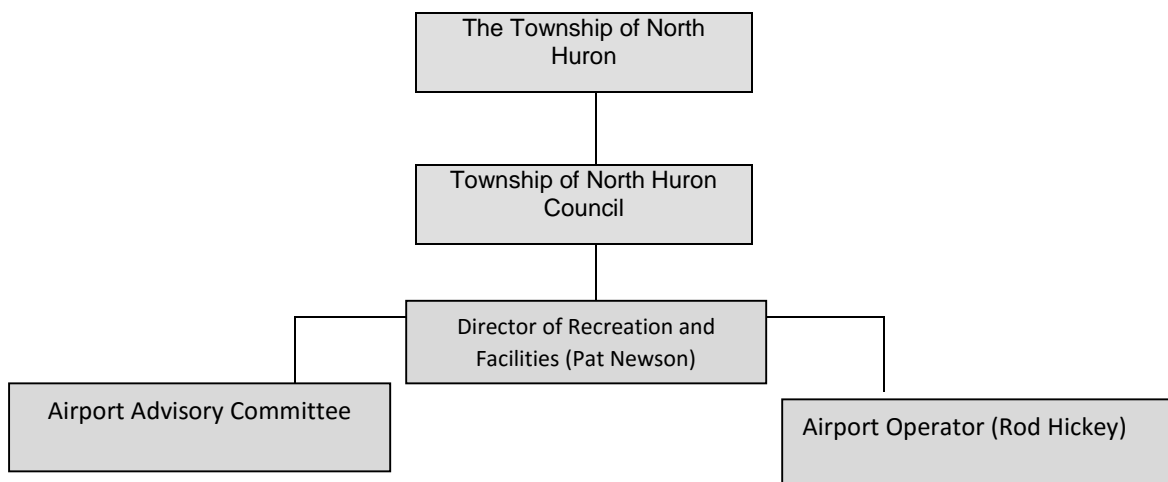 The Township of North
Huron
Township of North Huron
Council
Director of Recreation and
Facilities (Pat Newson)
Airport Advisory Committee
Airport Operator (Rod Hickey)